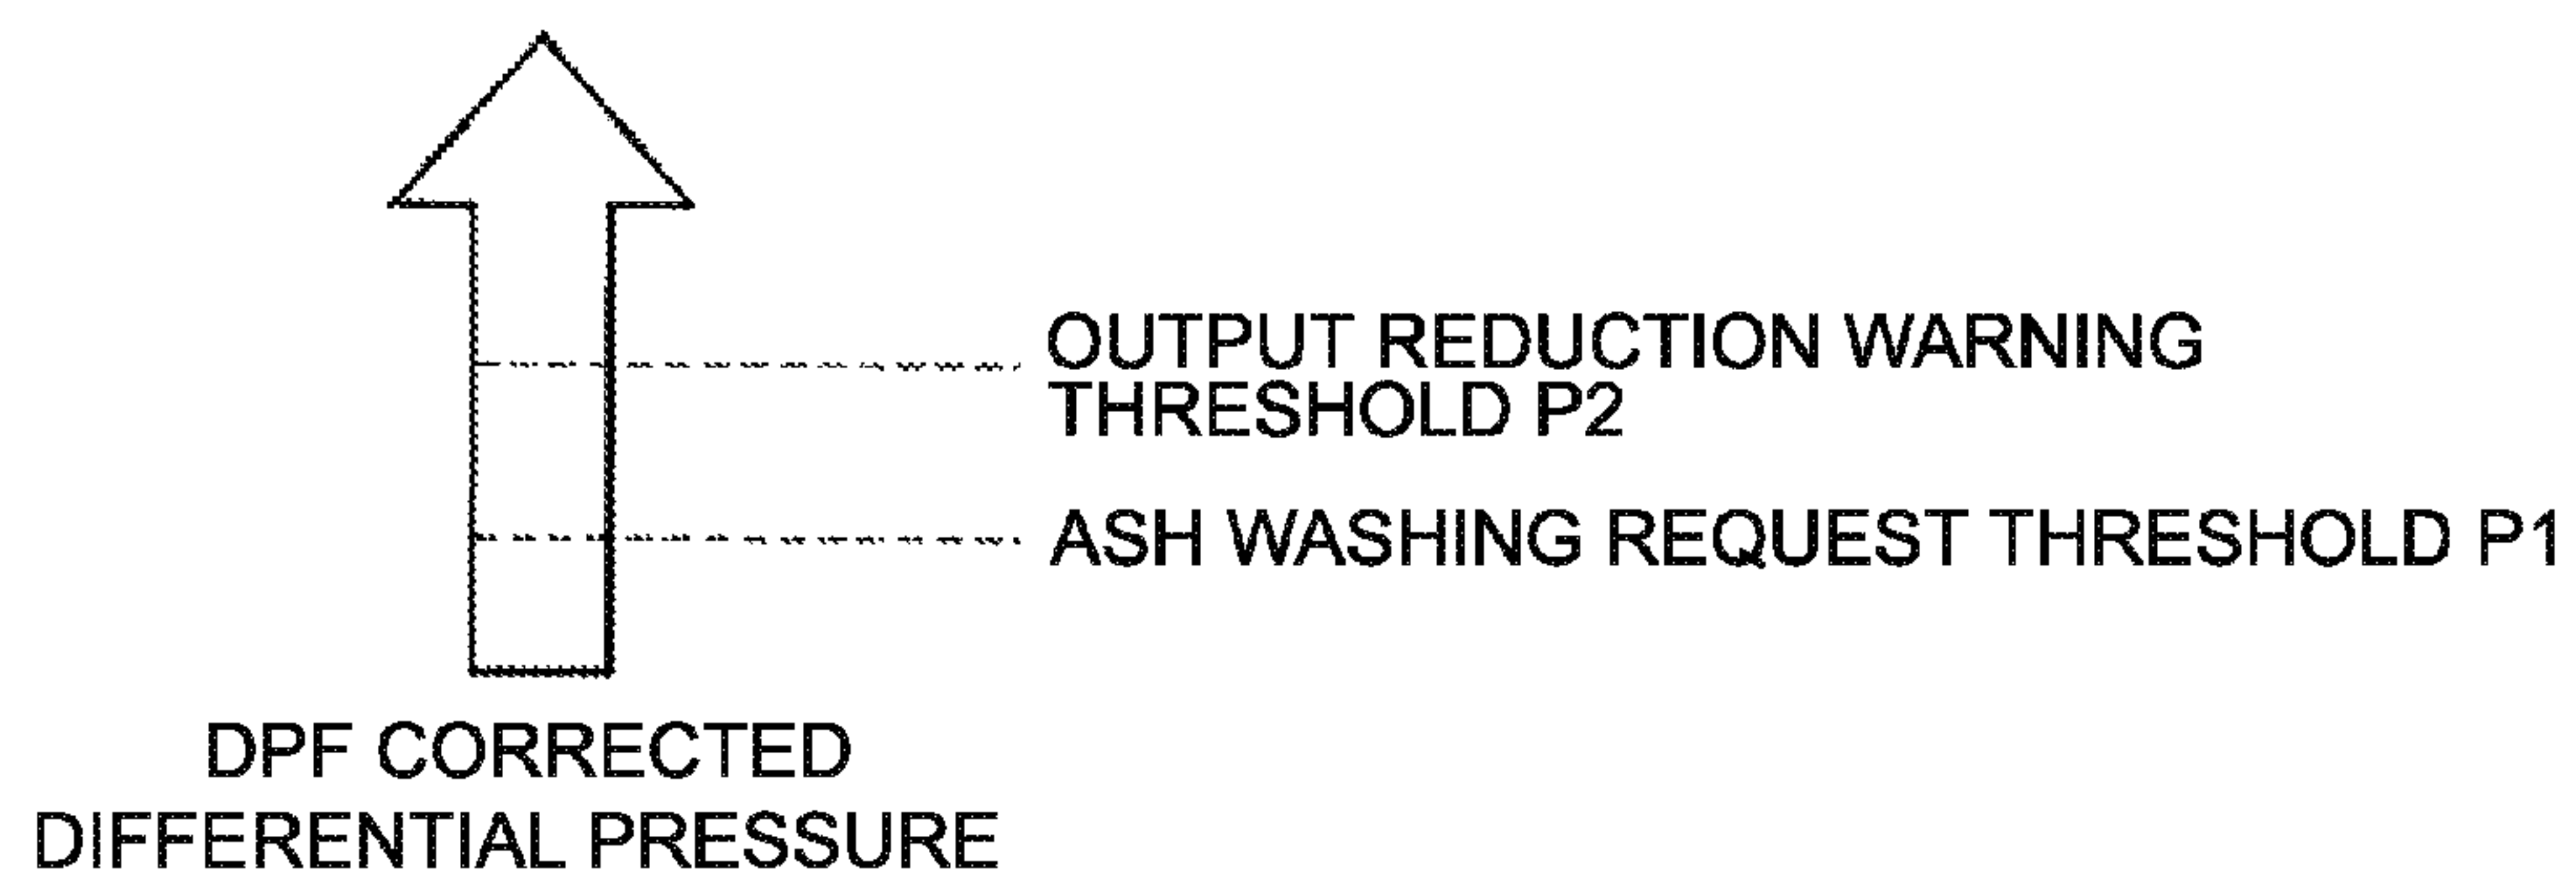 OUTPUT REDUCTION WARNING
THRESHOLD P2
ASH WASHING REQUEST THRESHOLD P1
DPF CORRECTED
DIFFERENTIAL PRESSURE